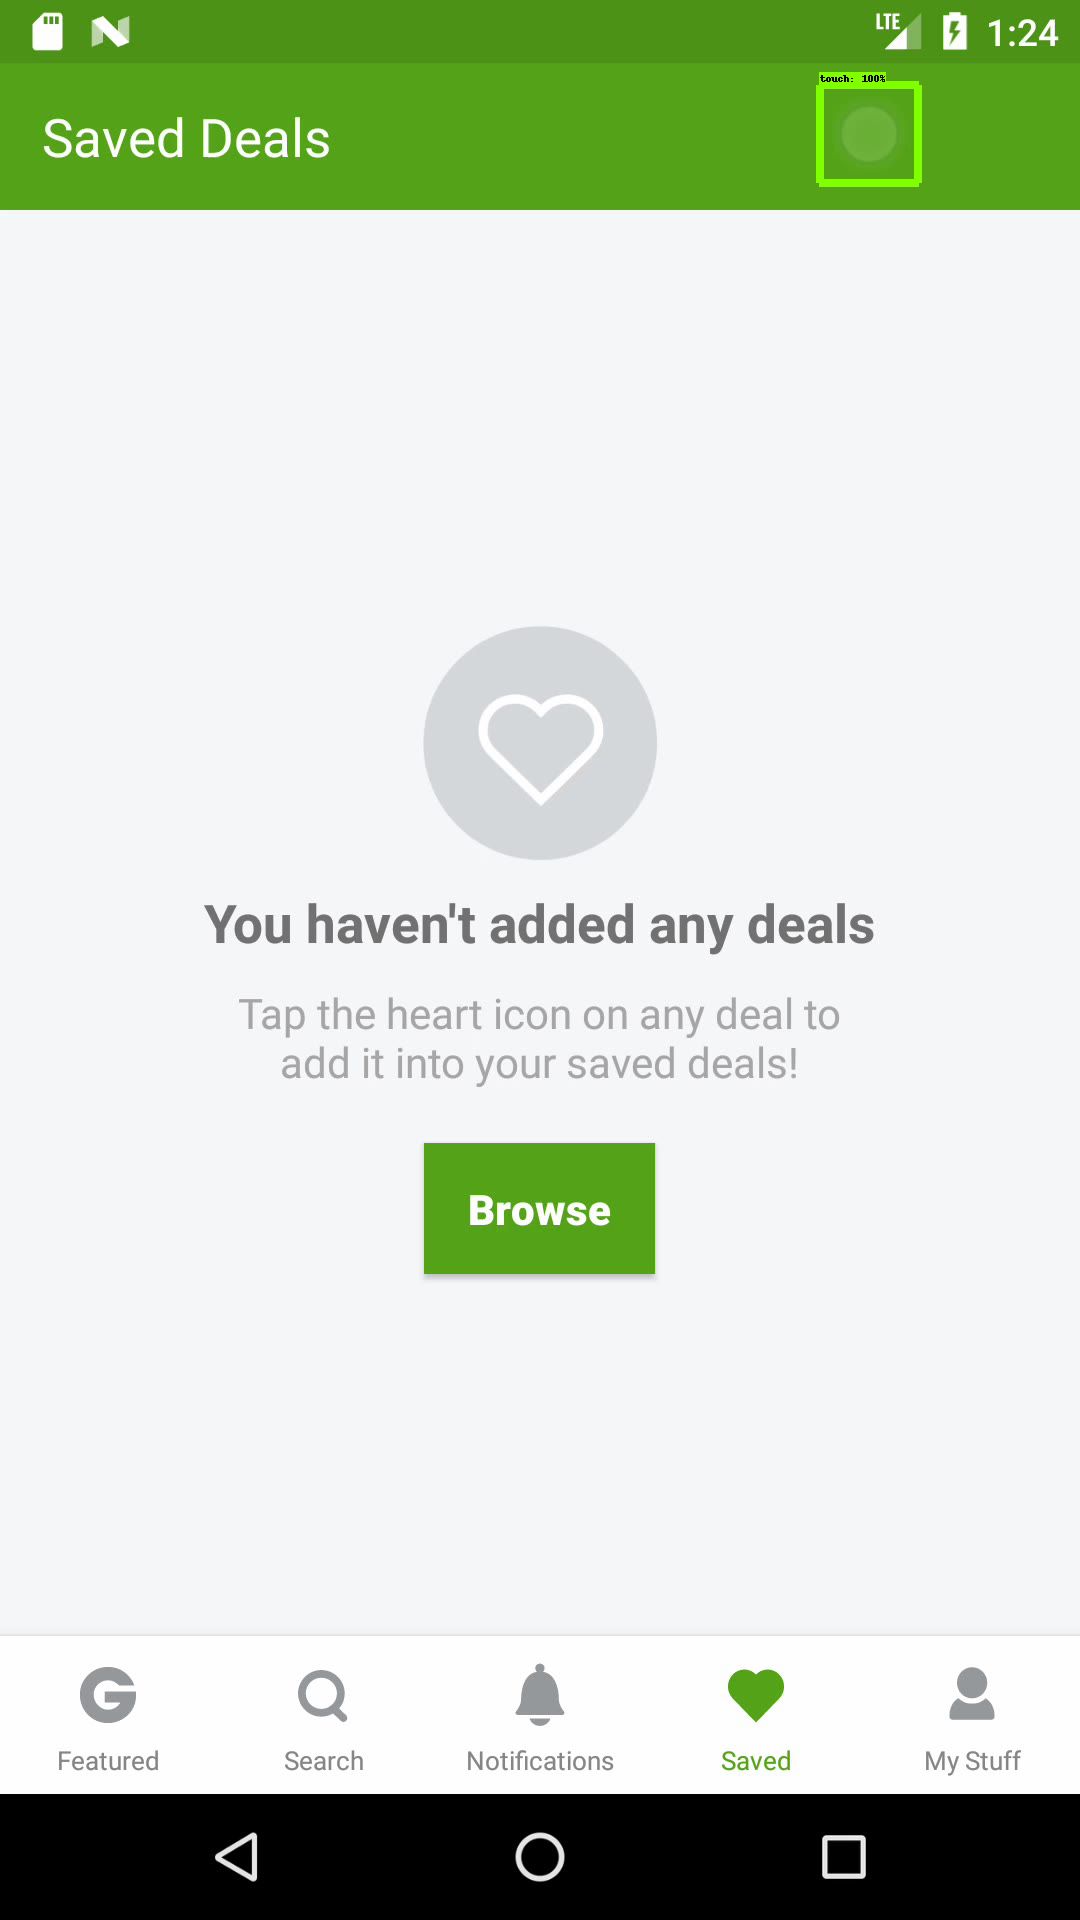 LTE 1:24
touch: 100%
Saved Deals
You haven't added any deals
Tap the heart icon on any deal to
add it into your saved deals!
Browse
Featured Search Notifications Saved My Stuff